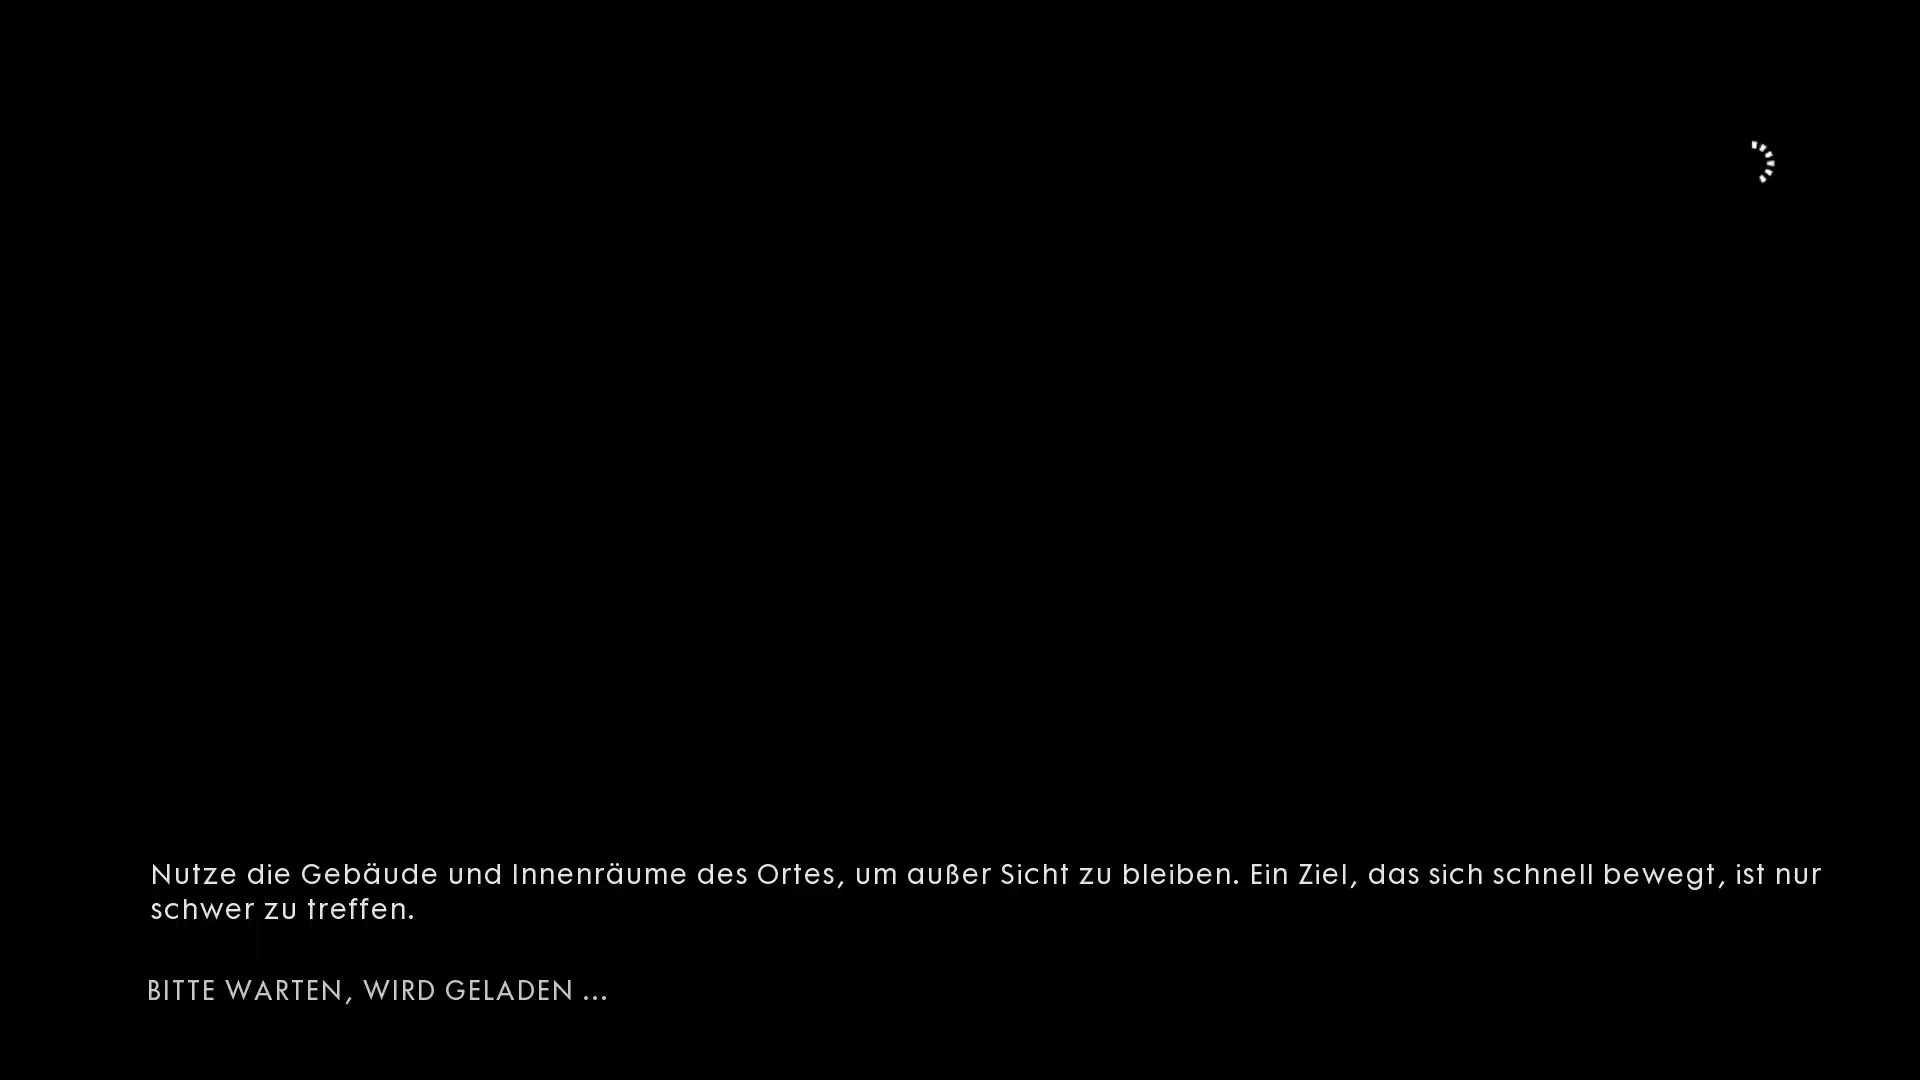 Nutze die Gebäude und Innenräume des Ortes, um außer Sicht zu bleiben. Ein Ziel, das sich schnell bewegt, ist nur
schwer zu treffen.
BITTE WARTEN, WIRD GELADEN ...